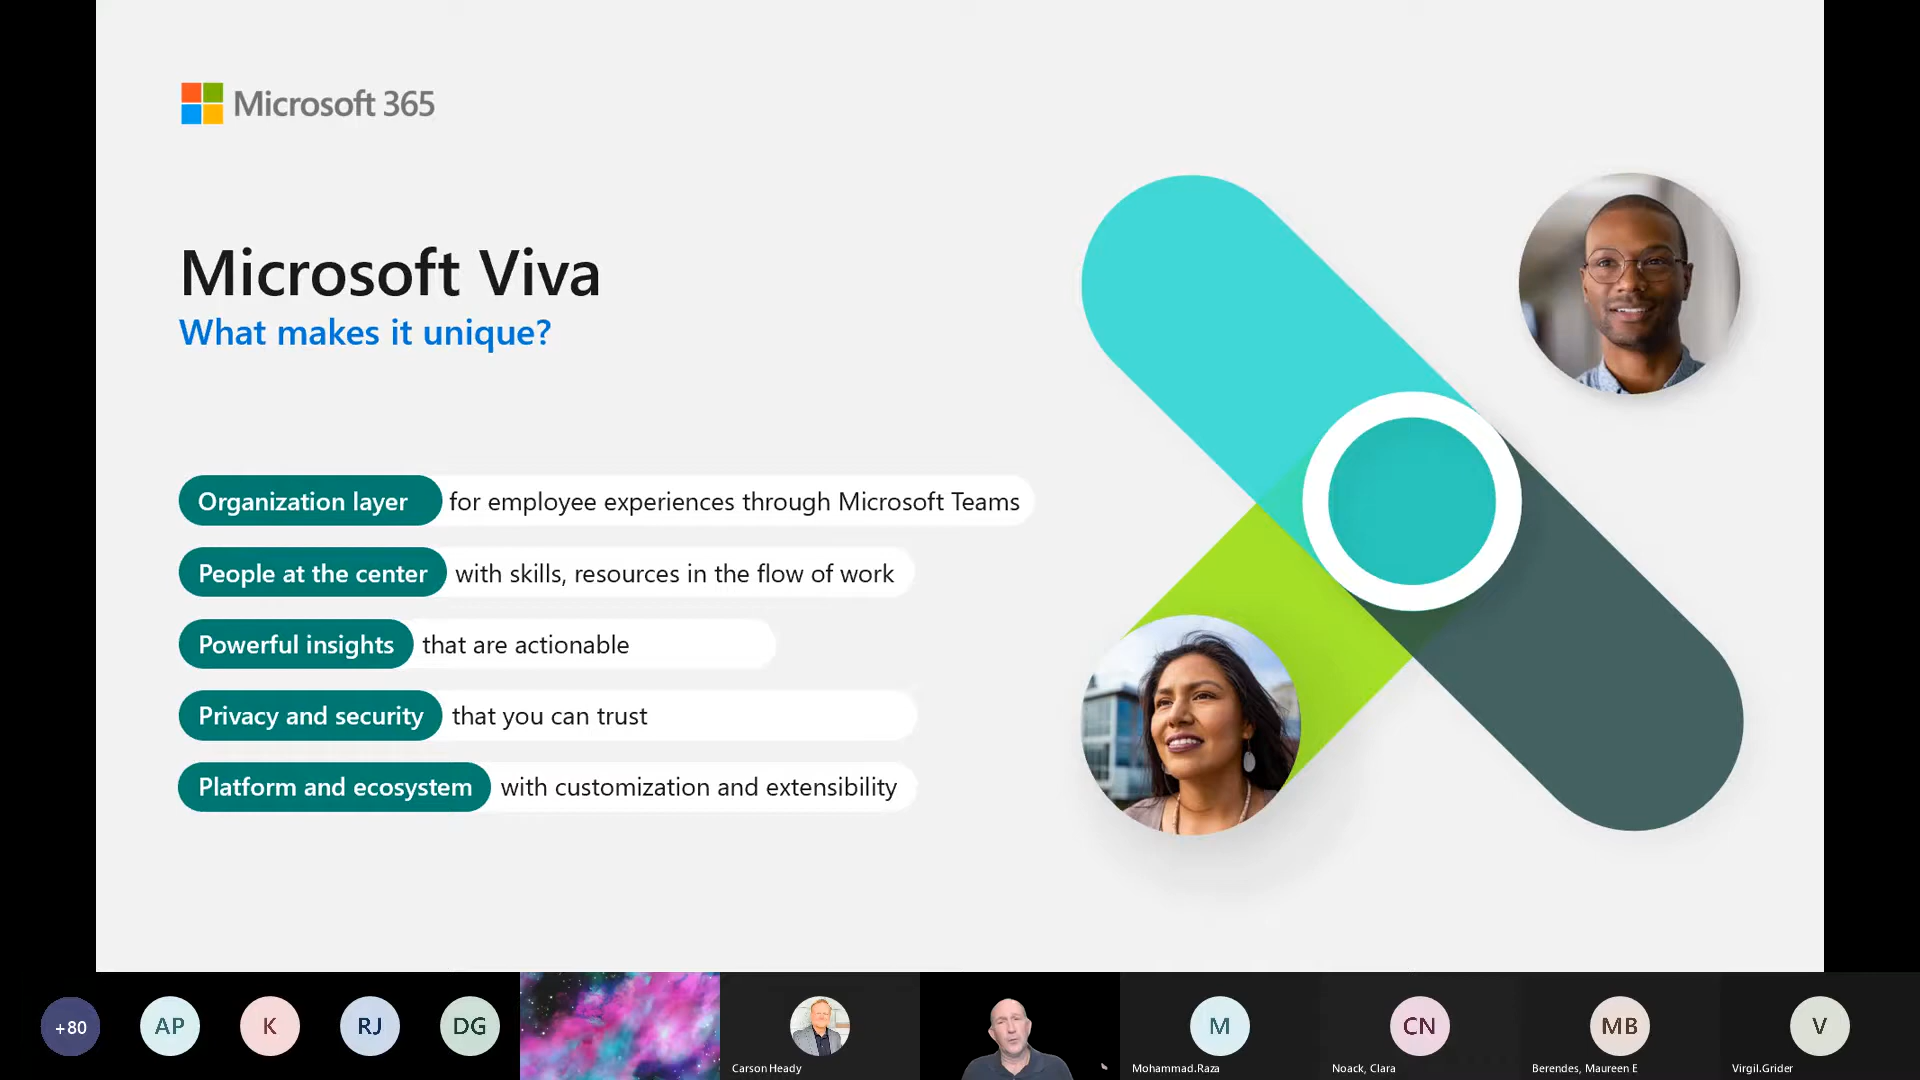 Microsoft 365
Microsoft Viva
What makes it unique?
Organization layer for employee experiences through Microsoft Teams
People at the center with skills, resources in the flow of work
Powerful insights that are actionable
Privacy and security that you can trust
Platform and ecosystem with customization and extensibility
+80 AP K RJ DG M CN MB V
Carson Heady Mohammad.Raza Noack, Clara Berendes, Maureen E Virgil.Grider